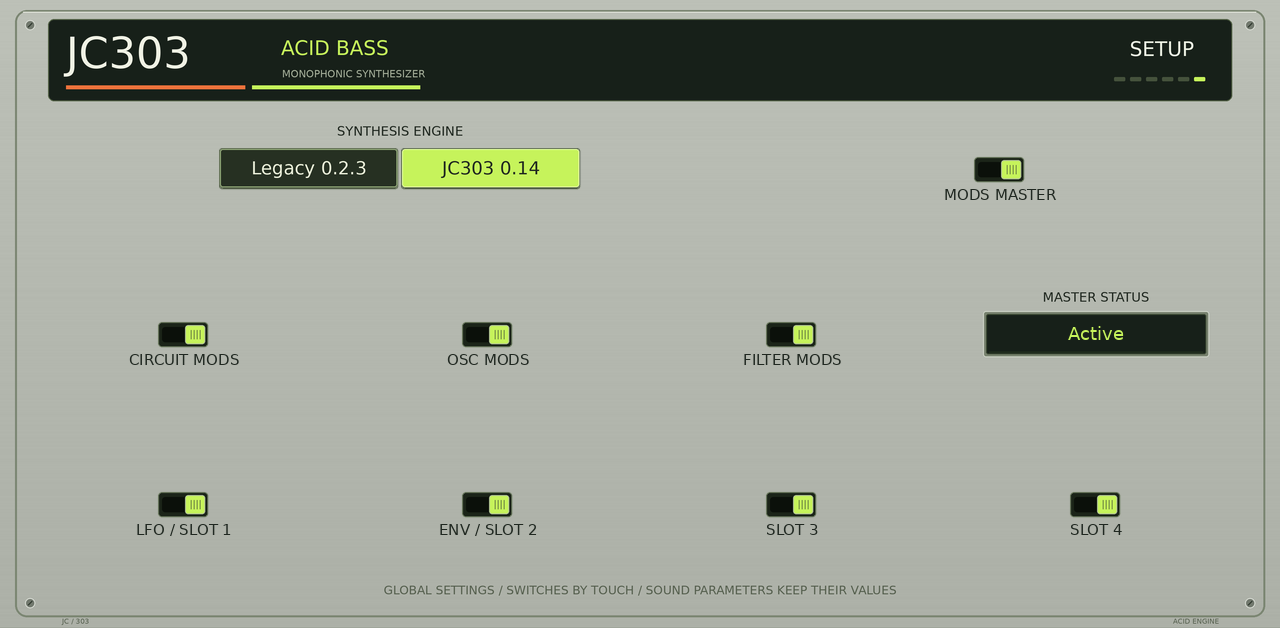 JC303
ACID BASS
MONOPHONIC SYNTHESIZER
SETUP
SYNTHESIS ENGINE
Legacy 0.2.3
JC303 0.14
MODS MASTER
MASTER STATUS
Active
CIRCUIT MODS
OSC MODS
FILTER MODS
LFO / SLOT 1
ENV / SLOT 2
SLOT 3
SLOT 4
GLOBAL SETTINGS / SWITCHES BY TOUCH / SOUND PARAMETERS KEEP THEIR VALUES
JC / 303
ACID ENGINE